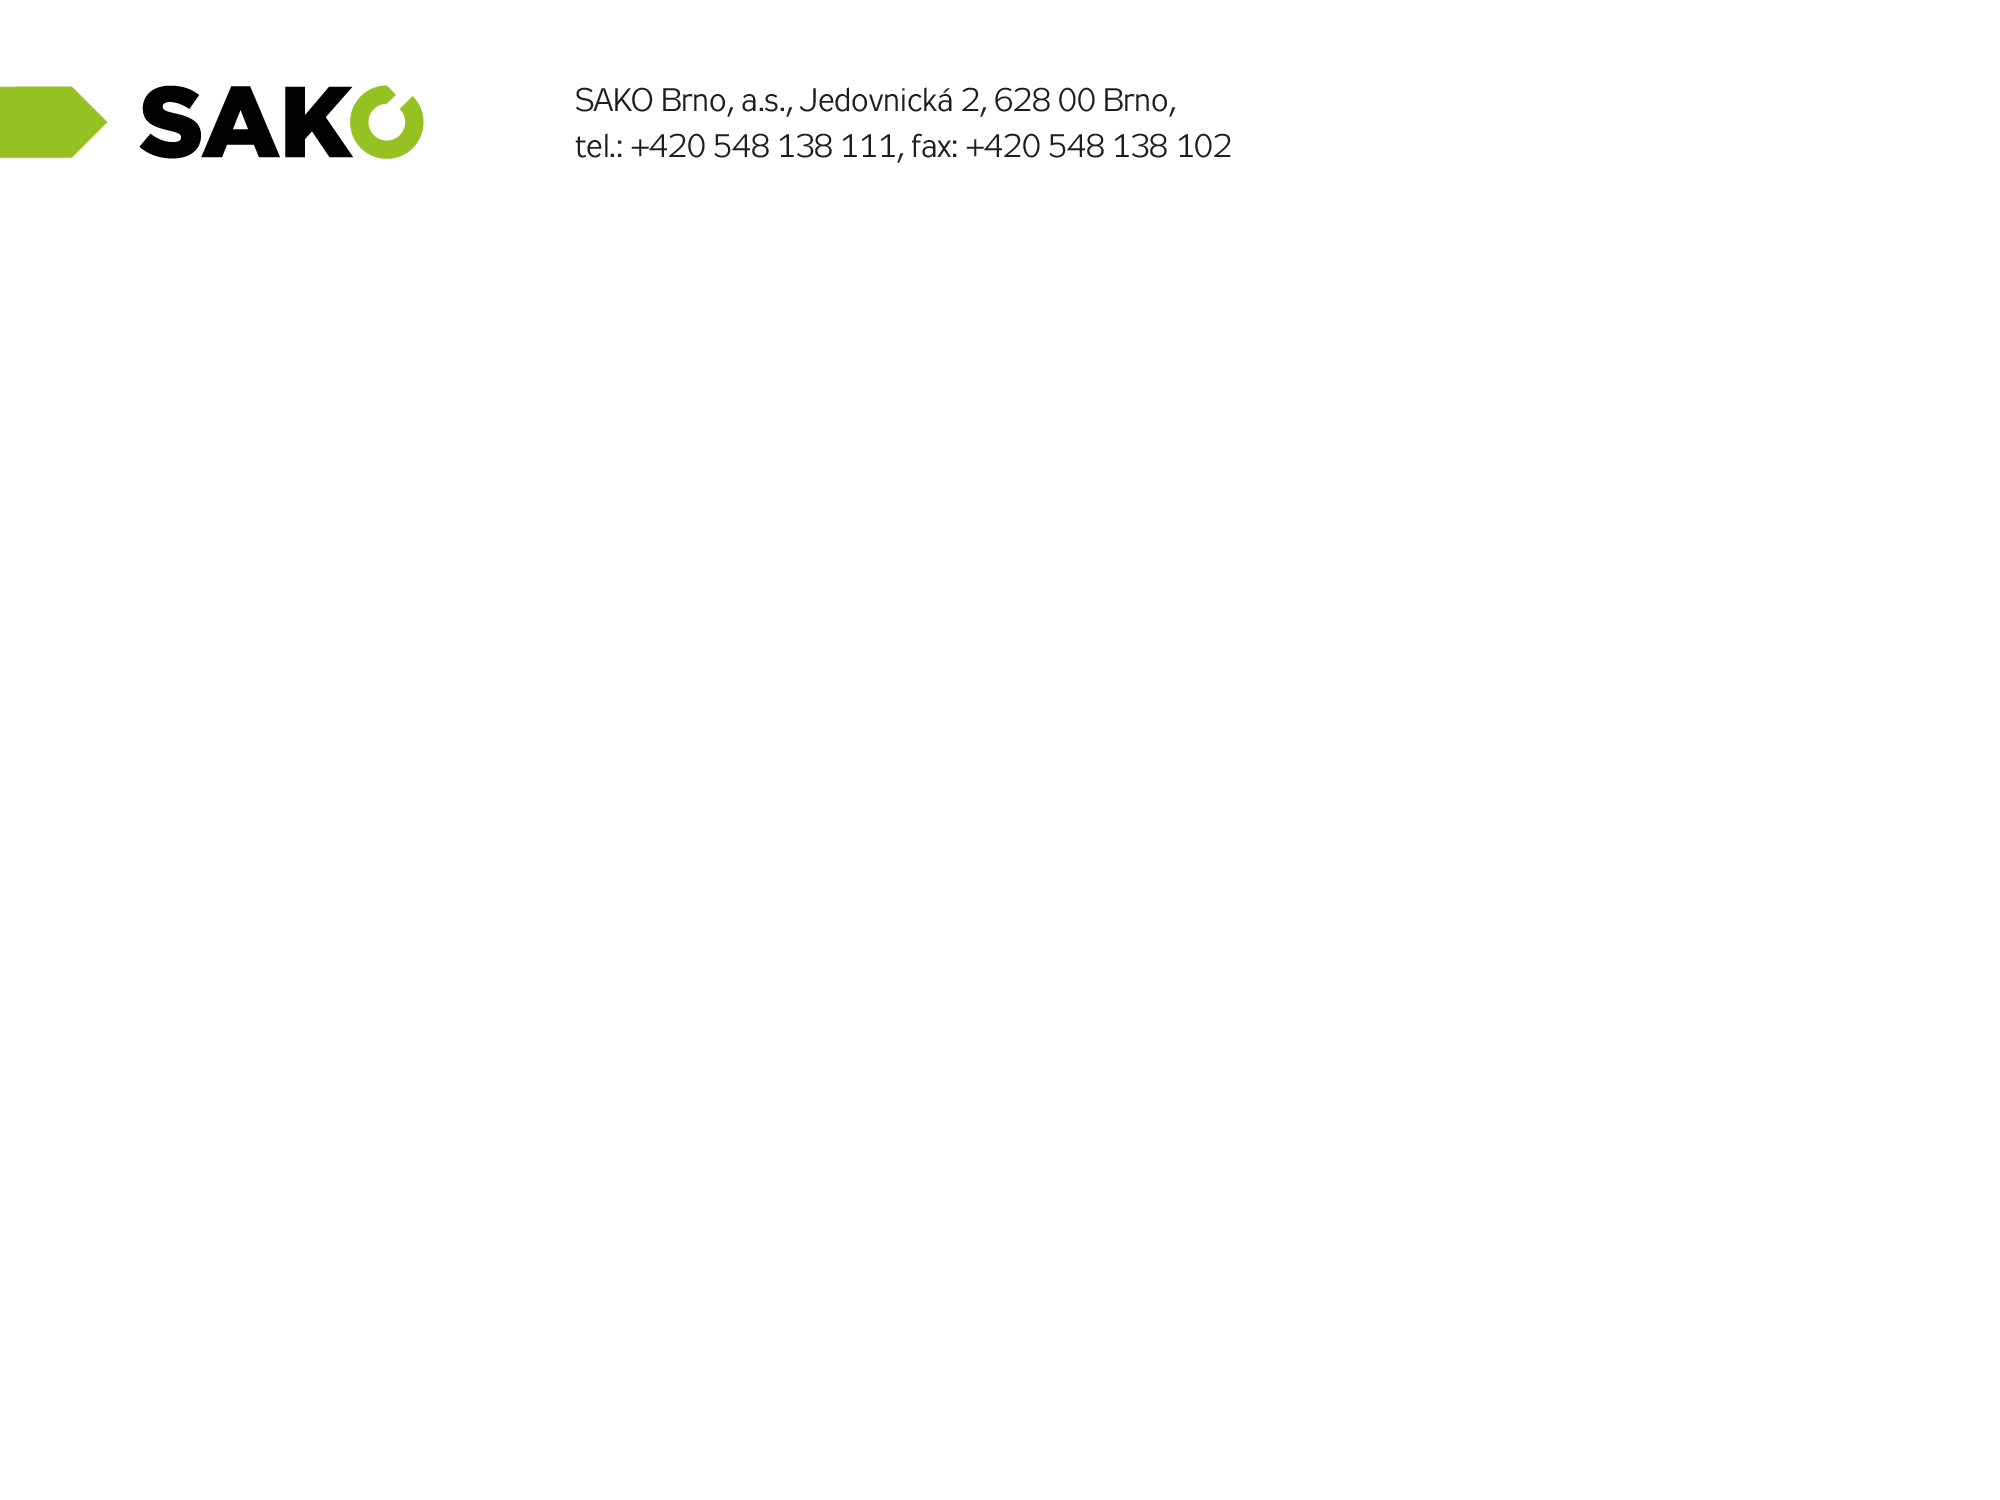 SAKO
SAKO Brno, a.s., Jedovnická 2, 628 00 Brno,
tel.: +420 548 138 111, fax: +420 548 138 102